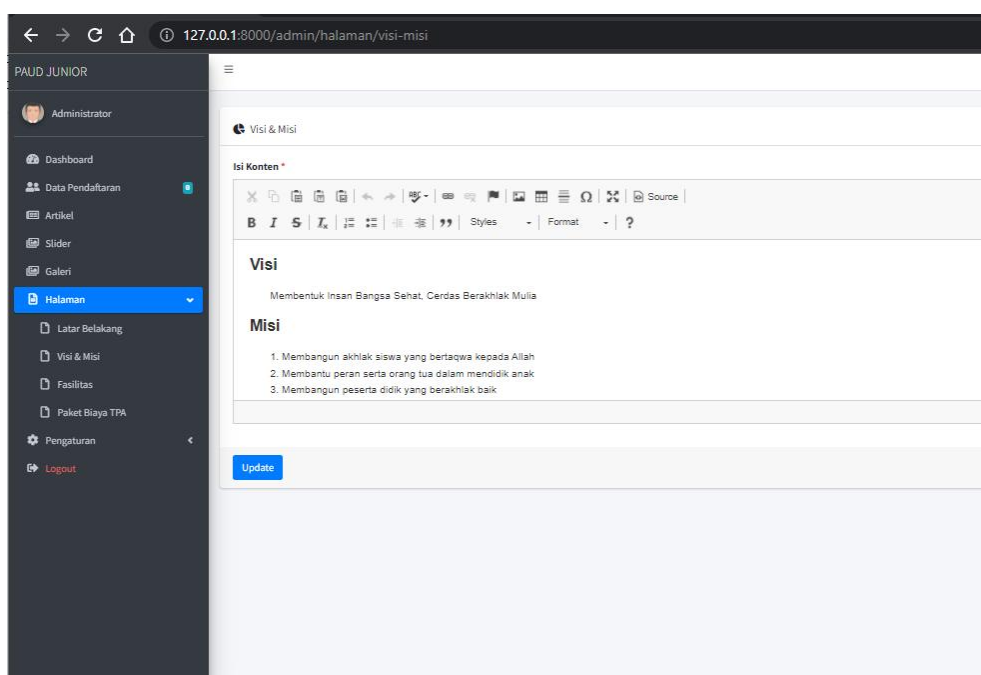 127.0.0.1:8000/admin/halaman/visi-misi
PAUD JUNIOR
Administrator
Dashboard
Data Pendaftaran
Artikel
Slider
Galeri
Halaman
Latar Belakang
Visi & Misi
Fasilitas
Paket Biaya TPA
Pengaturan
Logout
Visi & Misi
Isi Konten *
Source
B I S Ix Styles Format ?
Visi
Membentuk Insan Bangsa Sehat, Cerdas Berakhlak Mulia
Misi
1. Membangun akhlak siswa yang bertaqwa kepada Allah
2. Membantu peran serta orang tua dalam mendidik anak
3. Membangun peserta didik yang berakhlak baik
Update